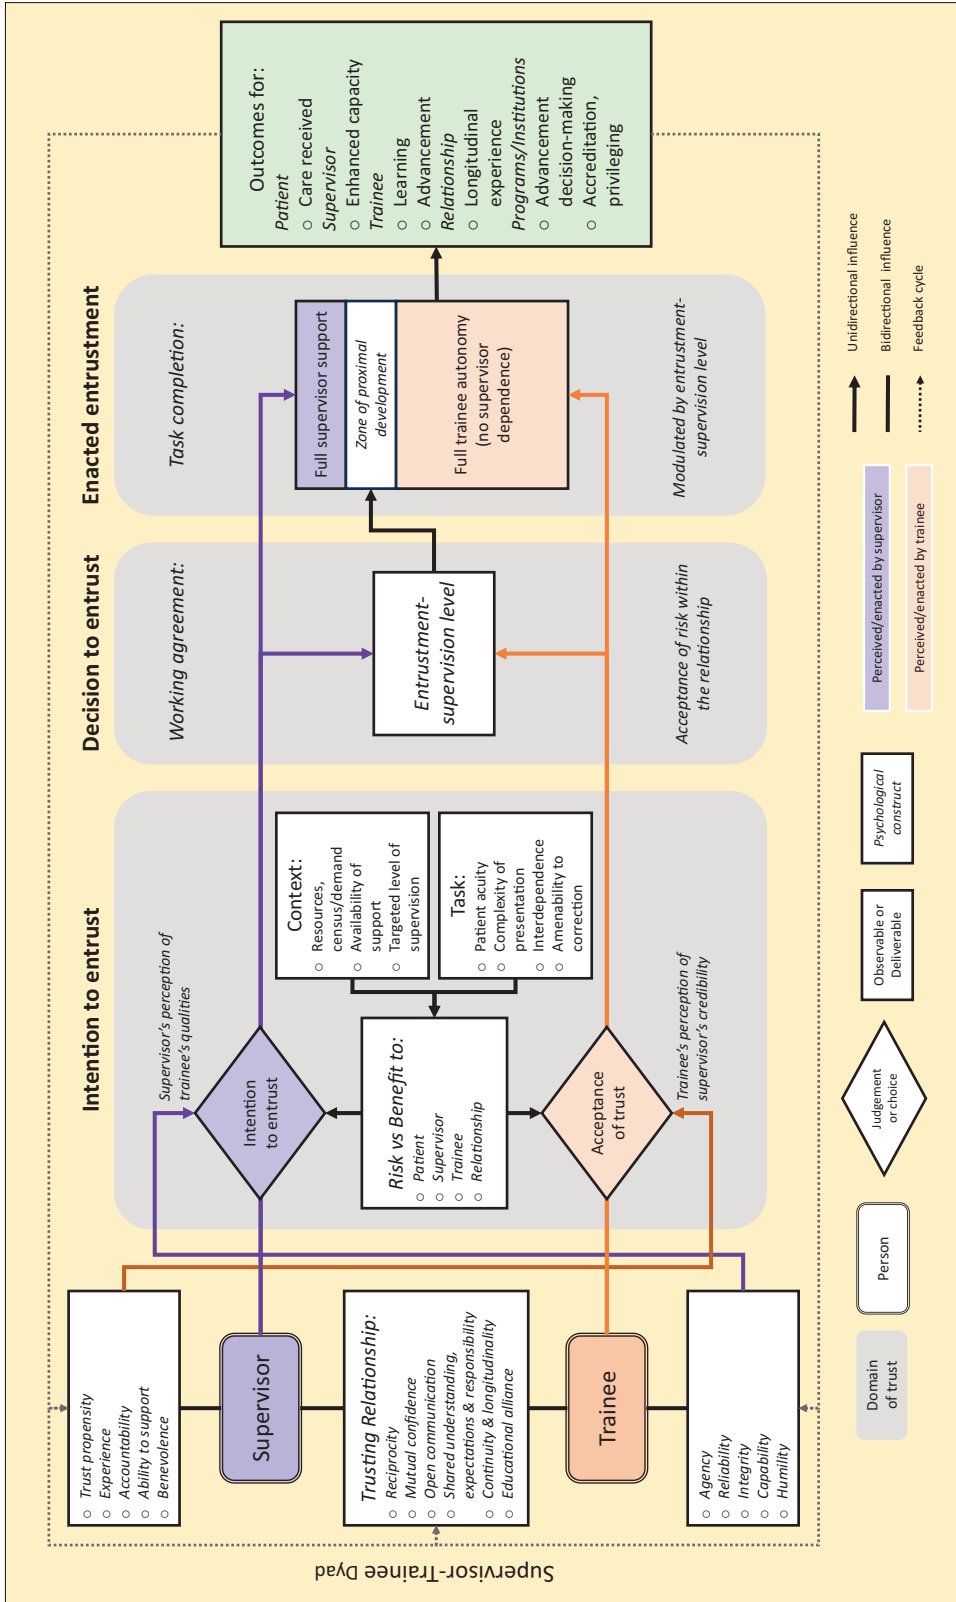 Supervisor-Trainee Dyad
○ Trust propensity
○ Experience
○ Accountability
○ Ability to support
○ Benevolence
Supervisor
Trusting Relationship:
○ Reciprocity
○ Mutual confidence
○ Open communication
○ Shared understanding,
expectations & responsibility
○ Continuity & longitudinality
○ Educational alliance
Trainee
○ Agency
○ Reliability
○ Integrity
○ Capability
○ Humility
Intention to entrust
Supervisor's perception of
trainee's qualities
Intention
to entrust
Risk vs Benefit to:
○ Patient
○ Supervisor
○ Trainee
○ Relationship
Acceptance
of trust
Context:
○ Resources,
census/demand
○ Availability of
support
○ Targeted level of
supervision
Task:
○ Patient acuity
○ Complexity of
presentation
○ Interdependence
○ Amenability to
correction
Trainee's perception of
supervisor's credibility
Decision to entrust
Working agreement:
Entrustment-
supervision level
Acceptance of risk within
the relationship
Enacted entrustment
Task completion:
Full supervisor support
Zone of proximal
development
Full trainee autonomy
(no supervisor
dependence)
Modulated by entrustment-
supervision level
Outcomes for:
Patient
○ Care received
Supervisor
○ Enhanced capacity
Trainee
○ Learning
○ Advancement
Relationship
○ Longitudinal
experience
Programs/Institutions
○ Advancement
decision-making
○ Accreditation,
privileging
Domain
of trust
Person
Judgement
or choice
Observable or
Deliverable
Psychological
construct
Perceived/enacted by supervisor
Perceived/enacted by trainee
Unidirectional influence
Bidirectional influence
Feedback cycle